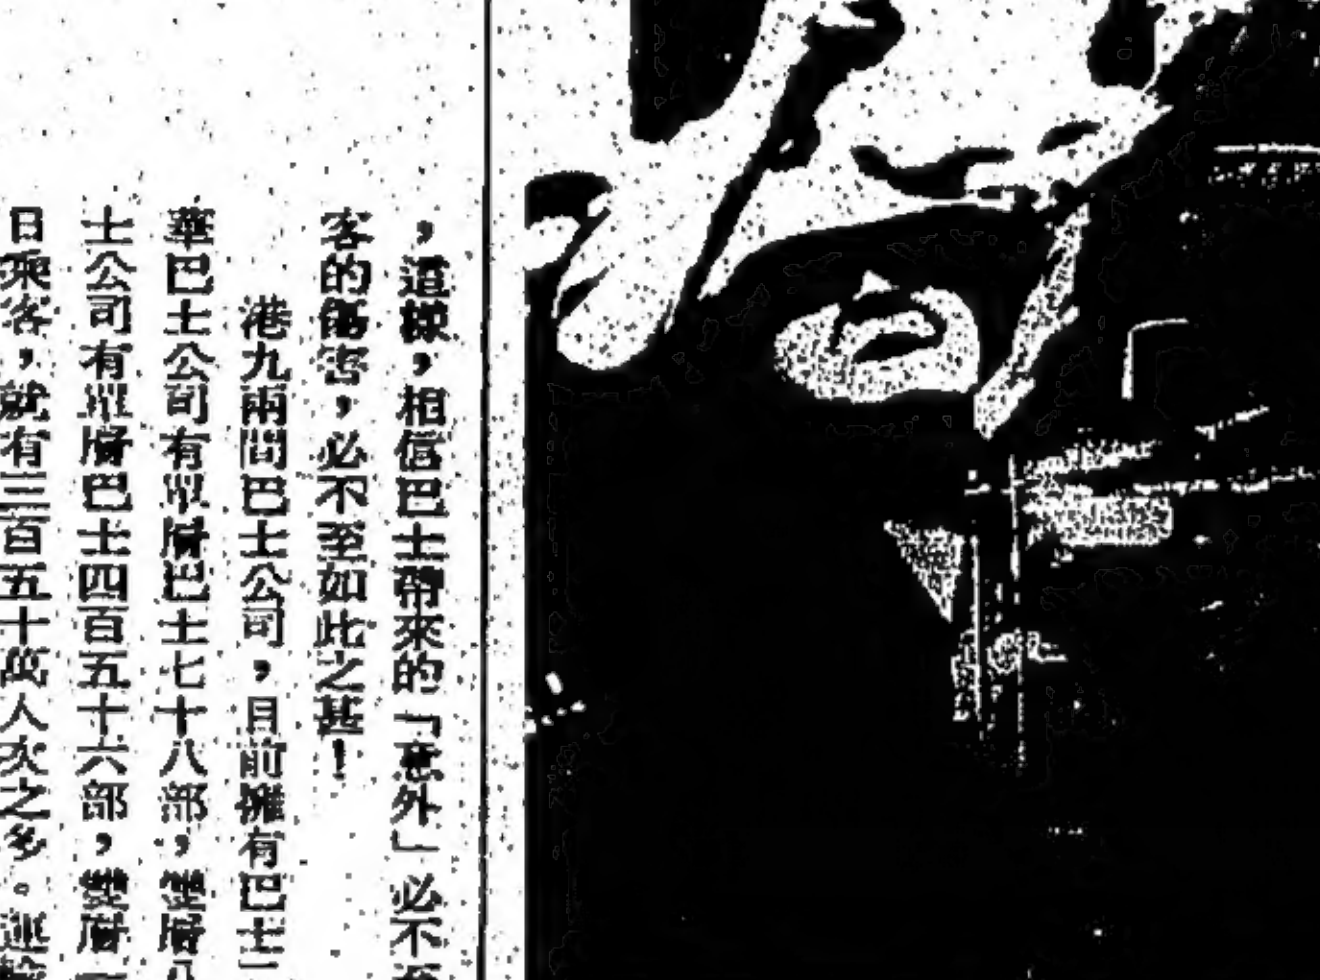 ，這樣，相信巴士帶來的「意外」必不
客的傷害，必不至如此之甚！
港九兩間巴士公司，目前擁有巴士
華巴士公司有單層巴士七十八部，雙層八
士公司有單層巴士四百五十六部，雙層
日乘客，就有三百五十萬人次之多。運